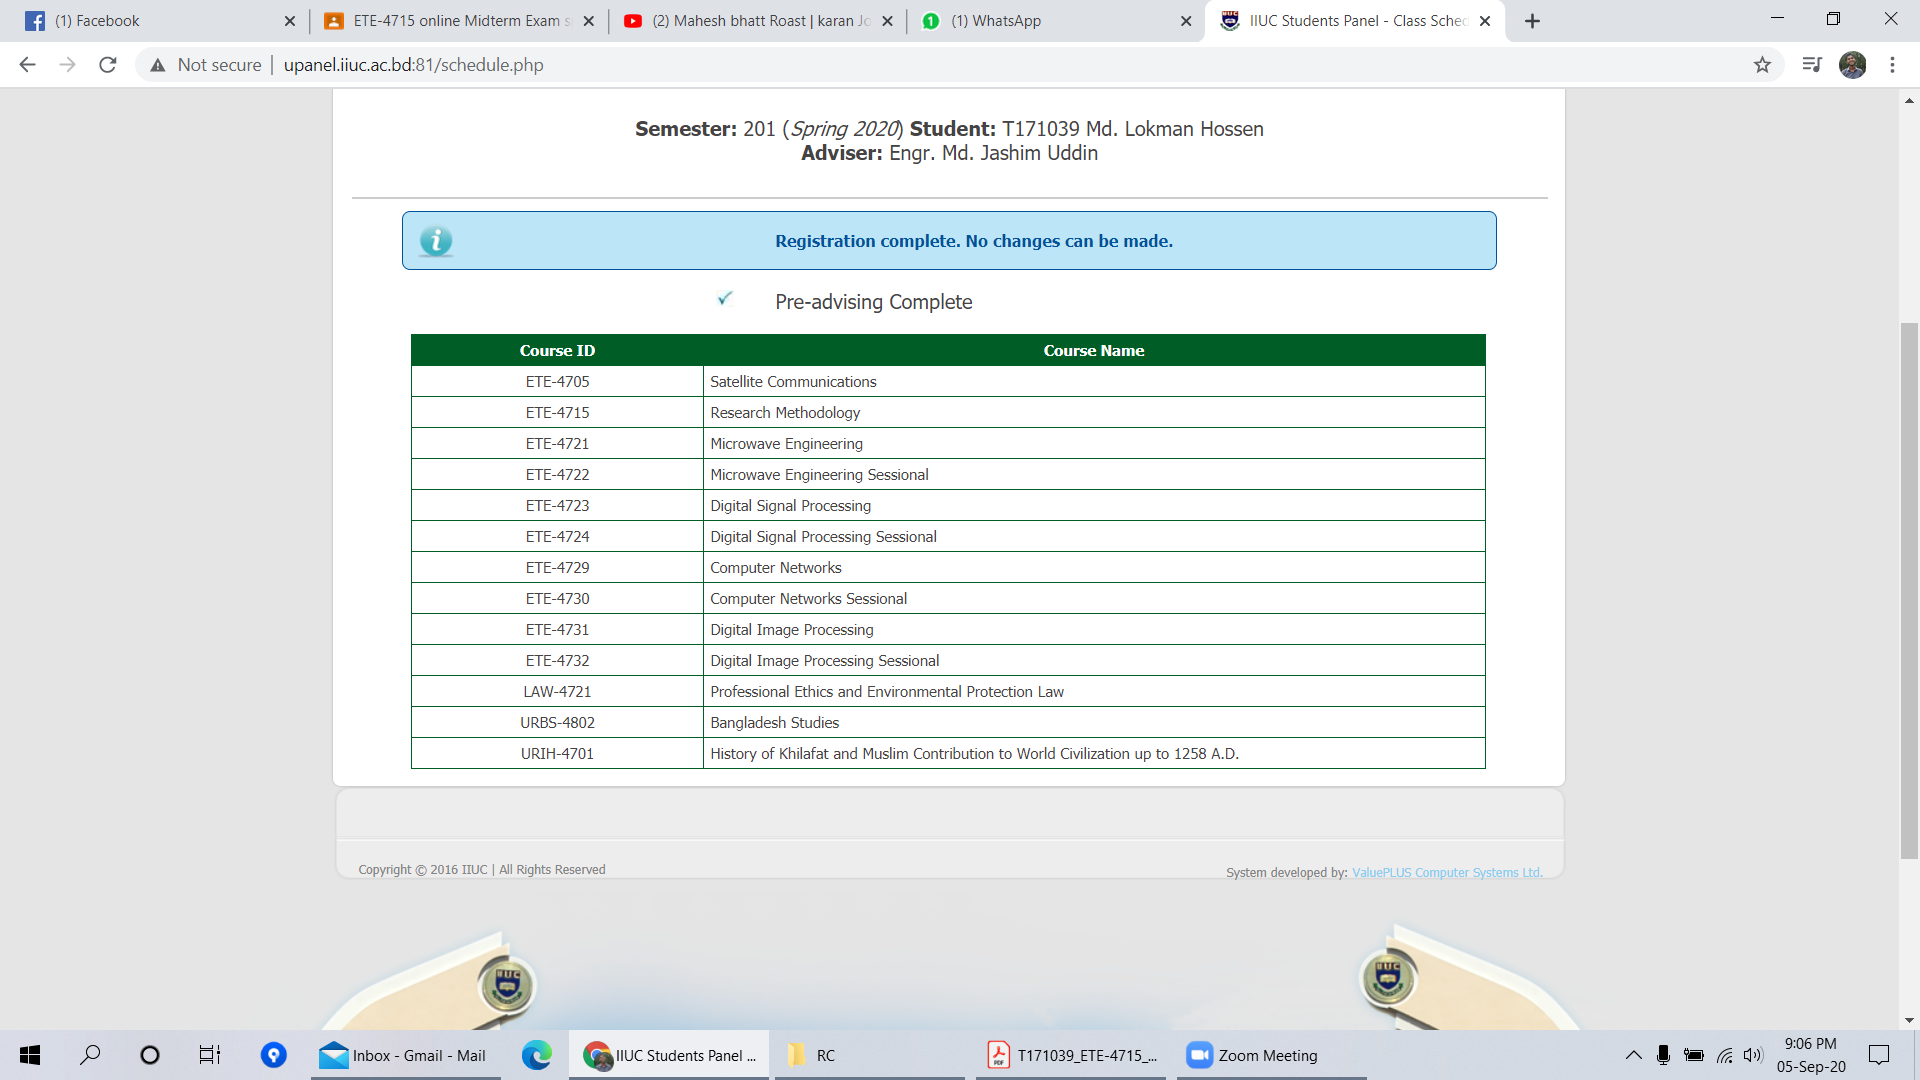 (1) Facebook
ETE-4715 online Midterm Exam s
(2) Mahesh bhatt Roast | karan Jo
(1) WhatsApp
IIUC Students Panel - Class Sched
Not secure | upanel.iiuc.ac.bd:81/schedule.php
Semester: 201 (Spring 2020) Student: T171039 Md. Lokman Hossen
Adviser: Engr. Md. Jashim Uddin
Registration complete. No changes can be made.
Pre-advising Complete
Course ID Course Name
ETE-4705 Satellite Communications
ETE-4715 Research Methodology
ETE-4721 Microwave Engineering
ETE-4722 Microwave Engineering Sessional
ETE-4723 Digital Signal Processing
ETE-4724 Digital Signal Processing Sessional
ETE-4729 Computer Networks
ETE-4730 Computer Networks Sessional
ETE-4731 Digital Image Processing
ETE-4732 Digital Image Processing Sessional
LAW-4721 Professional Ethics and Environmental Protection Law
URBS-4802 Bangladesh Studies
URIH-4701 History of Khilafat and Muslim Contribution to World Civilization up to 1258 A.D.
Copyright © 2016 IIUC | All Rights Reserved
System developed by: ValuePLUS Computer Systems Ltd.
IIUC
IIUC
Inbox - Gmail - Mail
IIUC Students Panel ...
RC
T171039_ETE-4715_...
Zoom Meeting
9:06 PM
05-Sep-20